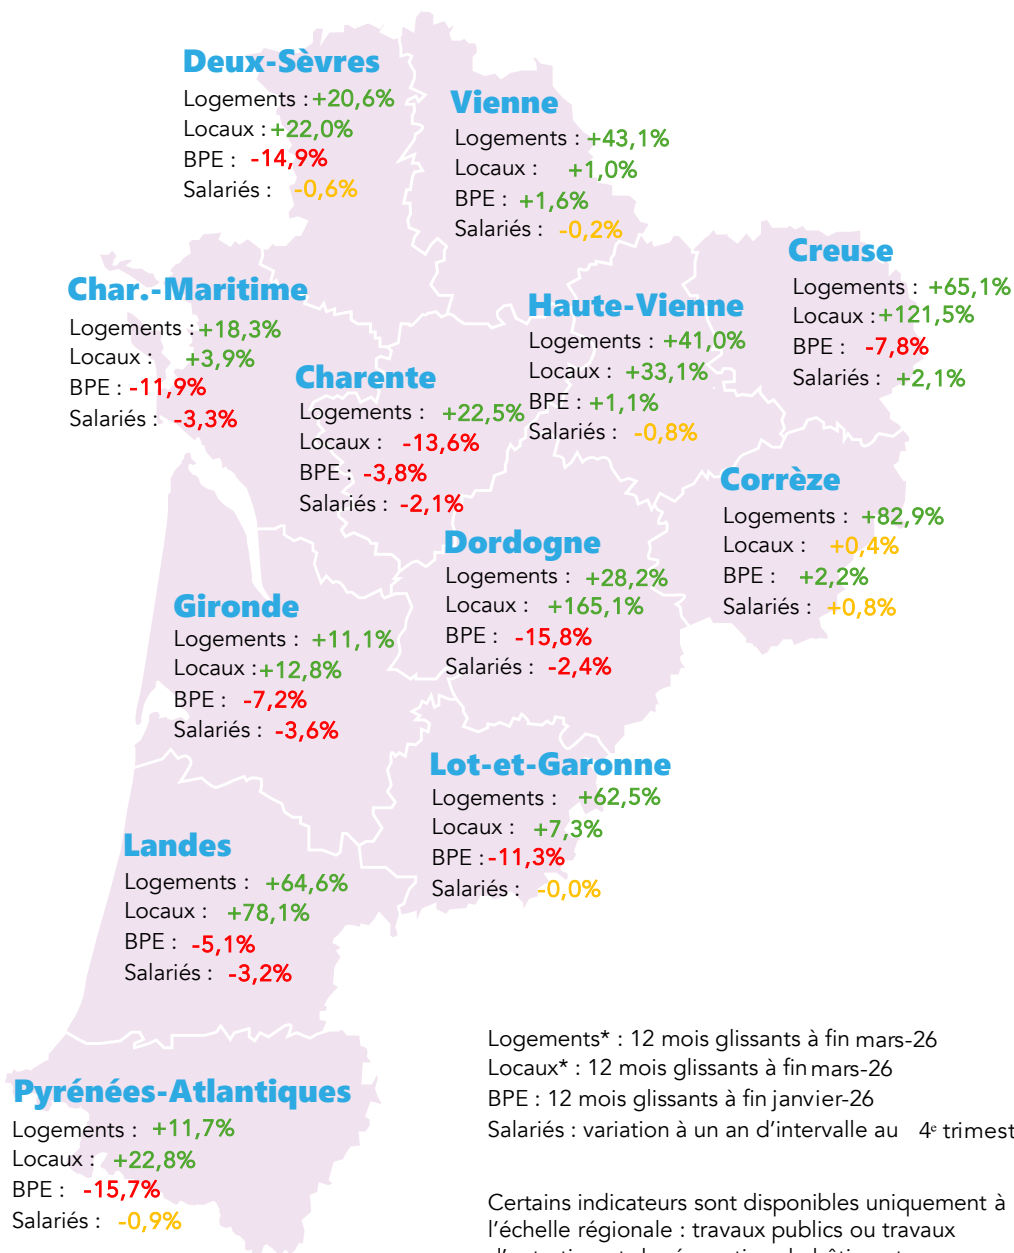 Deux-Sèvres
Logements : +20,6%
Locaux : +22,0%
BPE : -14,9%
Salariés : -0,6%
Vienne
Logements : +43,1%
Locaux : +1,0%
BPE : +1,6%
Salariés : -0,2%
Creuse
Logements : +65,1%
Locaux : +121,5%
BPE : -7,8%
Salariés : +2,1%
Char.-Maritime
Logements : +18,3%
Locaux : +3,9%
BPE : -11,9%
Salariés : -3,3%
Haute-Vienne
Logements : +41,0%
Locaux : +33,1%
BPE : +1,1%
Salariés : -0,8%
Charente
Logements : +22,5%
Locaux : -13,6%
BPE : -3,8%
Salariés : -2,1%
Corrèze
Logements : +82,9%
Locaux : +0,4%
BPE : +2,2%
Salariés : +0,8%
Dordogne
Logements : +28,2%
Locaux : +165,1%
BPE : -15,8%
Salariés : -2,4%
Gironde
Logements : +11,1%
Locaux : +12,8%
BPE : -7,2%
Salariés : -3,6%
Lot-et-Garonne
Logements : +62,5%
Locaux : +7,3%
BPE : -11,3%
Salariés : -0,0%
Landes
Logements : +64,6%
Locaux : +78,1%
BPE : -5,1%
Salariés : -3,2%
Pyrénées-Atlantiques
Logements : +11,7%
Locaux : +22,8%
BPE : -15,7%
Salariés : -0,9%
Logements* : 12 mois glissants à fin mars-26
Locaux* : 12 mois glissants à fin mars-26
BPE : 12 mois glissants à fin janvier-26
Salariés : variation à un an d'intervalle au 4e trimest
Certains indicateurs sont disponibles uniquement à
l'échelle régionale : travaux publics ou travaux